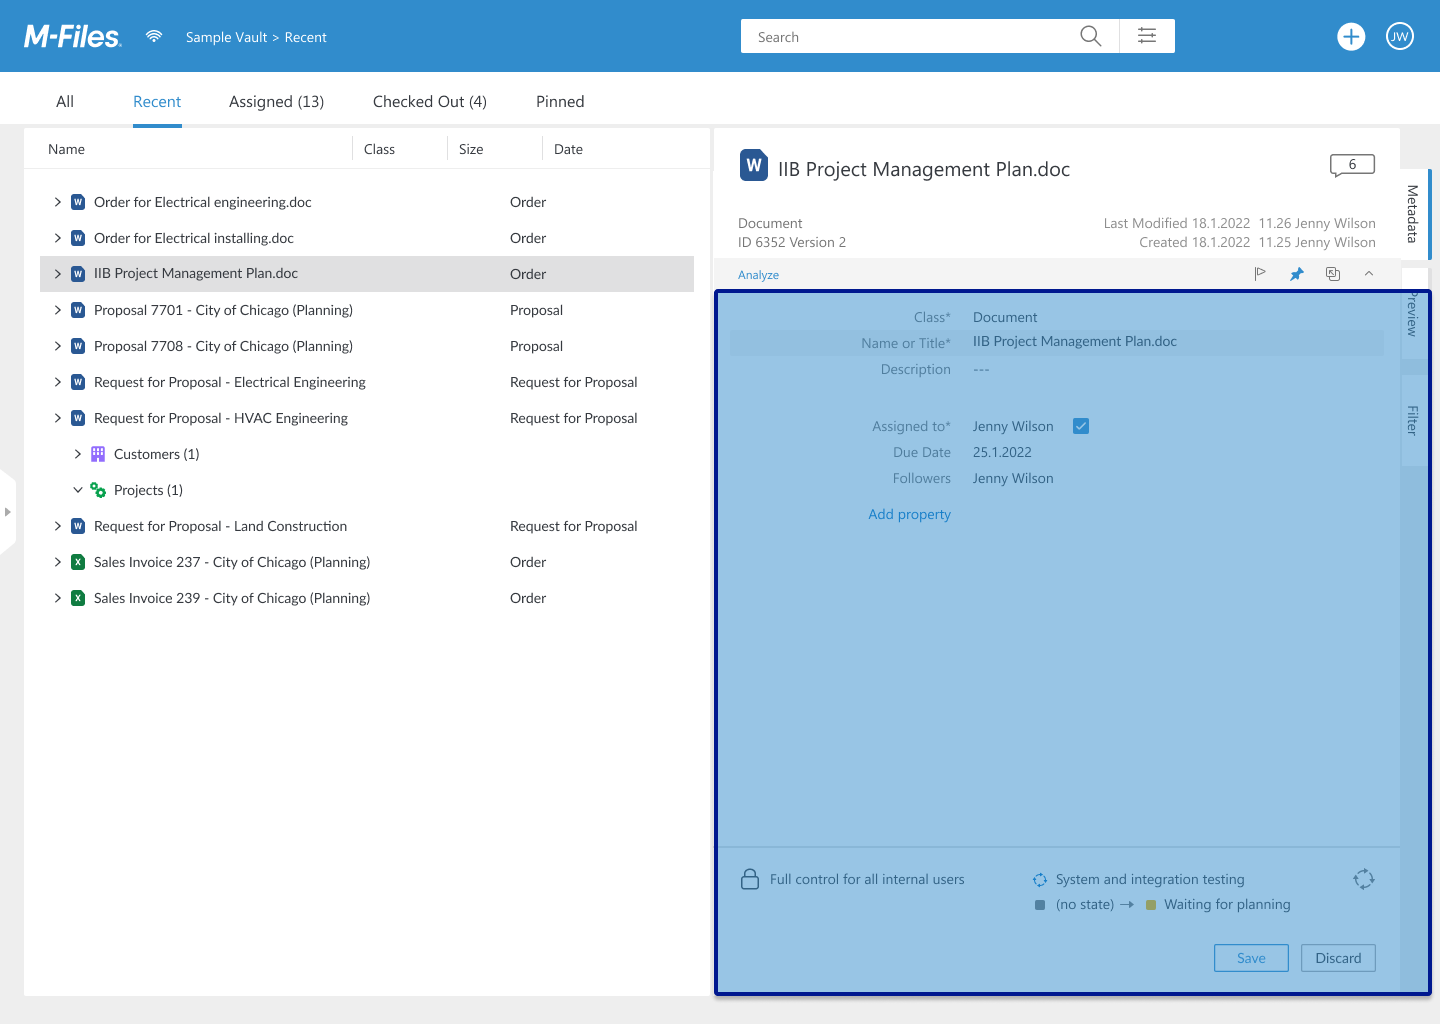 M-Files.
Sample Vault > Recent
Search
JW
All
Recent
Assigned (13)
Checked Out (4)
Pinned
Name
Class
Size
Date
Order for Electrical engineering.doc
Order
Order for Electrical installing.doc
Order
IIB Project Management Plan.doc
Order
Proposal 7701 - City of Chicago (Planning)
Proposal
Proposal 7708 - City of Chicago (Planning)
Proposal
Request for Proposal - Electrical Engineering
Request for Proposal
Request for Proposal - HVAC Engineering
Request for Proposal
Customers (1)
Projects (1)
Request for Proposal - Land Construction
Request for Proposal
Sales Invoice 237 - City of Chicago (Planning)
Order
Sales Invoice 239 - City of Chicago (Planning)
Order
W
IIB Project Management Plan.doc
6
Document
Last Modified 18.1.2022 11.26 Jenny Wilson
ID 6352 Version 2
Created 18.1.2022 11.25 Jenny Wilson
Analyze
Class* Document
Name or Title* IIB Project Management Plan.doc
Description ---
Assigned to* Jenny Wilson
Due Date 25.1.2022
Followers Jenny Wilson
Add property
Full control for all internal users
System and integration testing
(no state) → Waiting for planning
Save
Discard
Metadata
Preview
Filter